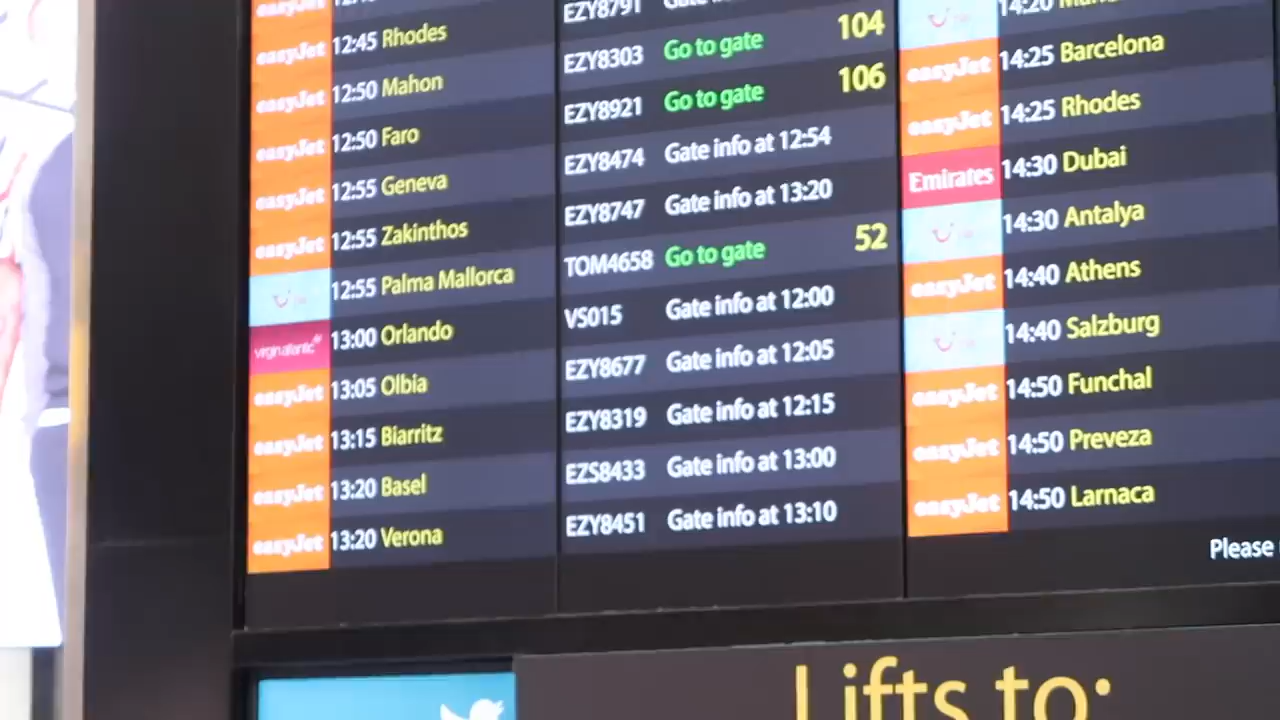 easyJet 12:45 Rhodes EZY8791
easyJet 12:50 Mahon EZY8303 Go to gate 104 14:20
easyJet 12:50 Faro EZY8921 Go to gate 106 easyJet 14:25 Barcelona
easyJet 12:55 Geneva EZY8474 Gate info at 12:54 easyJet 14:25 Rhodes
easyJet 12:55 Zakinthos EZY8747 Gate info at 13:20 Emirates 14:30 Dubai
12:55 Palma Mallorca TOM4658 Go to gate 52 14:30 Antalya
virgin atlantic 13:00 Orlando VS015 Gate info at 12:00 easyJet 14:40 Athens
easyJet 13:05 Olbia EZY8677 Gate info at 12:05 14:40 Salzburg
easyJet 13:15 Biarritz EZY8319 Gate info at 12:15 easyJet 14:50 Funchal
easyJet 13:20 Basel EZS8433 Gate info at 13:00 easyJet 14:50 Preveza
easyJet 13:20 Verona EZY8451 Gate info at 13:10 easyJet 14:50 Larnaca
Please
Lifts to: